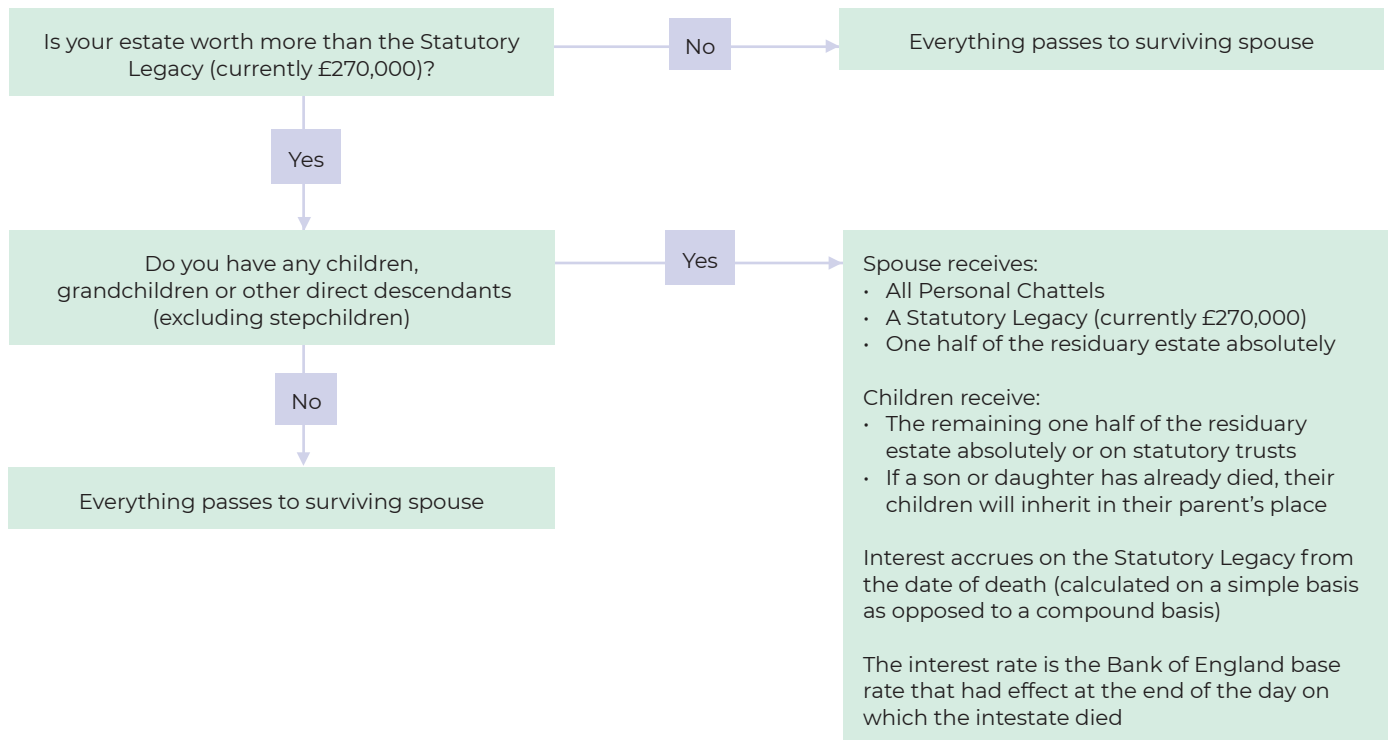 Is your estate worth more than the Statutory
Legacy (currently £270,000)?
No
Everything passes to surviving spouse
Yes
Do you have any children,
grandchildren or other direct descendants
(excluding stepchildren)
Yes
Spouse receives:
• All Personal Chattels
• A Statutory Legacy (currently £270,000)
• One half of the residuary estate absolutely
Children receive:
• The remaining one half of the residuary
estate absolutely or on statutory trusts
• If a son or daughter has already died, their
children will inherit in their parent’s place
Interest accrues on the Statutory Legacy from
the date of death (calculated on a simple basis
as opposed to a compound basis)
The interest rate is the Bank of England base
rate that had effect at the end of the day on
which the intestate died
No
Everything passes to surviving spouse